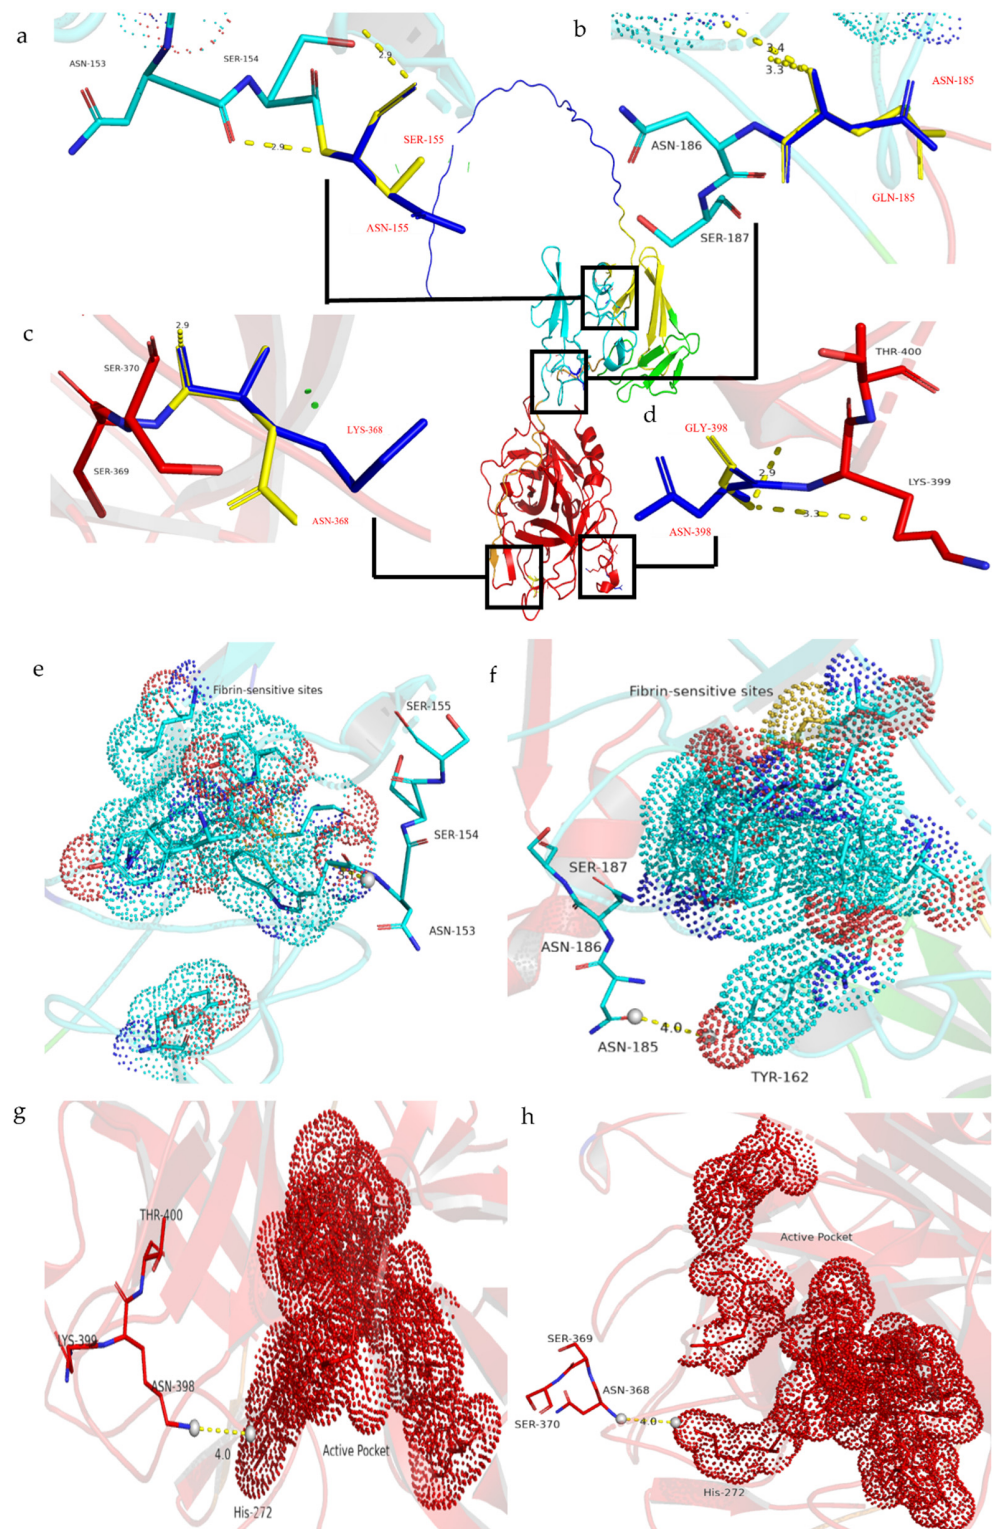 a
ASN-153
SER-154
2.9
2.9
SER-155
ASN-155
b
3.4
3.3
ASN-185
ASN-186
GLN-185
SER-187
c
2.9
SER-370
LYS-368
SER-369
ASN-368
d
THR-400
GLY-398
2.9
LYS-399
3.3
ASN-398
e
Fibrin-sensitive sites
SER-155
SER-154
ASN-153
f
Fibrin-sensitive sites
SER-187
ASN-186
4.0
ASN-185
TYR-162
g
THR-400
LYS-399
ASN-398
4.0
Active Pocket
His-272
h
Active Pocket
SER-369
ASN-368
4.0
SER-370
His-272